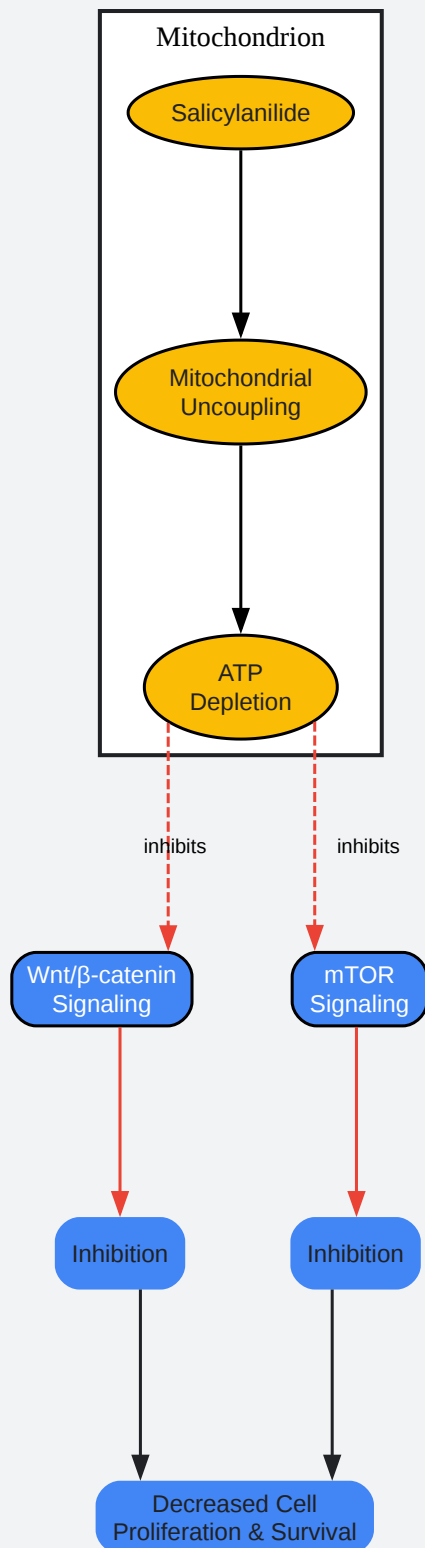 Mitochondrion
Salicylanilide
Mitochondrial
Uncoupling
ATP
Depletion
inhibits
inhibits
Wnt/β-catenin
Signaling
mTOR
Signaling
Inhibition
Inhibition
Decreased Cell
Proliferation & Survival